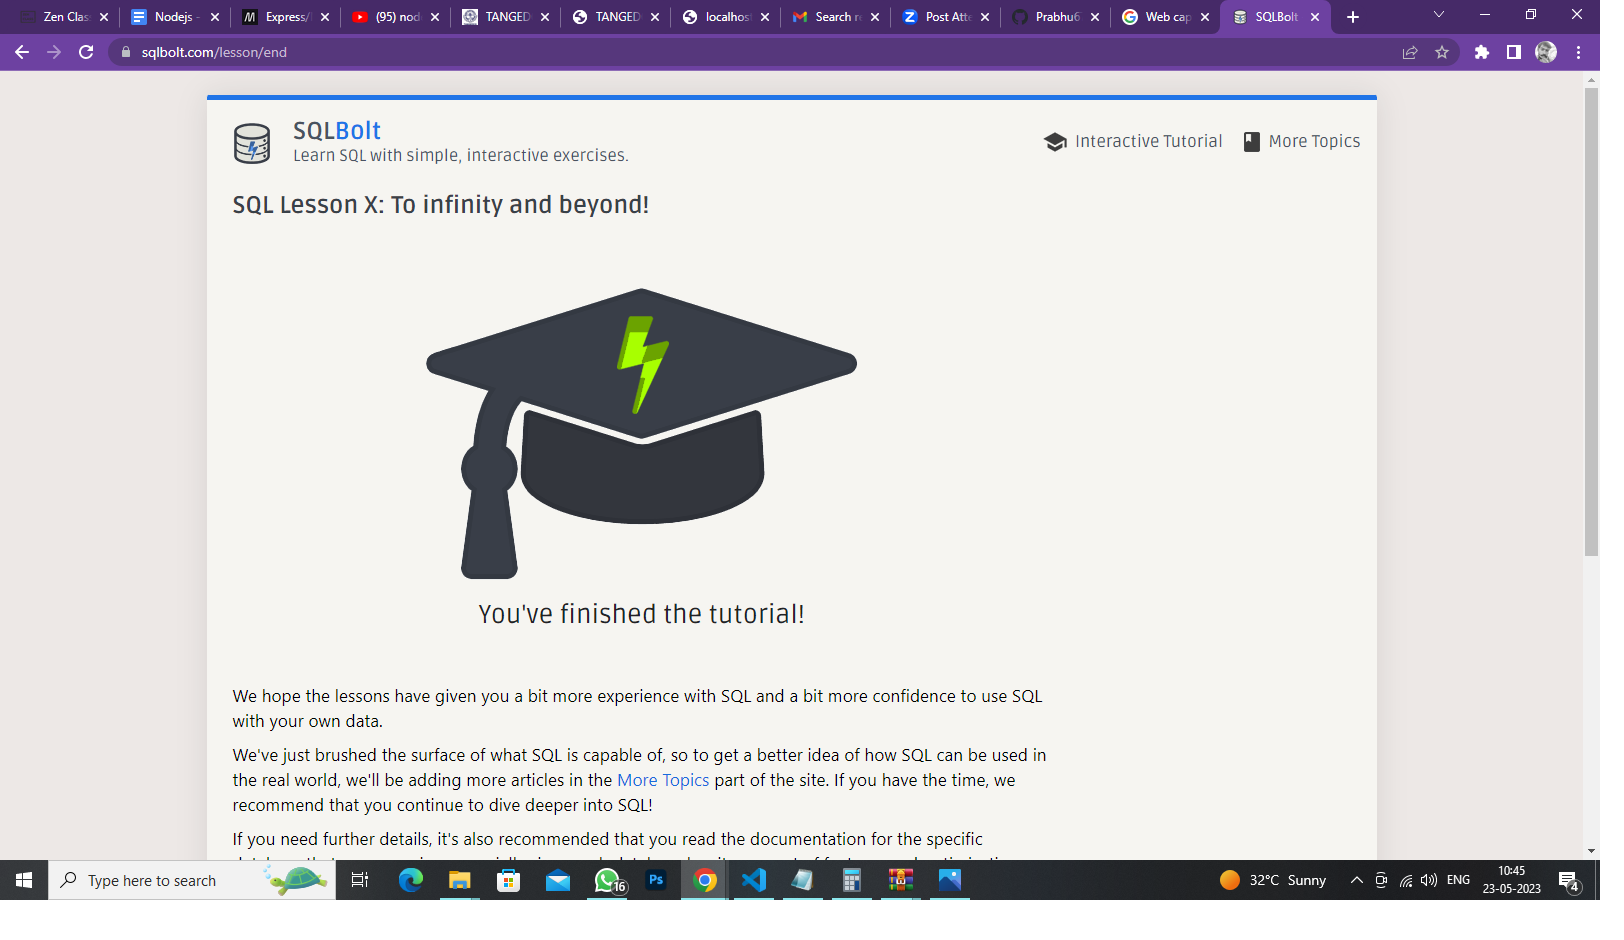 Zen Clas
Nodejs -
Express/
(95) nod
TANGED
TANGED
localhos
Search re
Post Atte
Prabhu6
Web cap
SQLBolt
sqlbolt.com/lesson/end
SQLBolt
Learn SQL with simple, interactive exercises.
Interactive Tutorial
More Topics
SQL Lesson X: To infinity and beyond!
You've finished the tutorial!
We hope the lessons have given you a bit more experience with SQL and a bit more confidence to use SQL
with your own data.
We've just brushed the surface of what SQL is capable of, so to get a better idea of how SQL can be used in
the real world, we'll be adding more articles in the More Topics part of the site. If you have the time, we
recommend that you continue to dive deeper into SQL!
If you need further details, it's also recommended that you read the documentation for the specific
Type here to search
16
Ps
32°C Sunny
ENG
10:45
23-05-2023
4